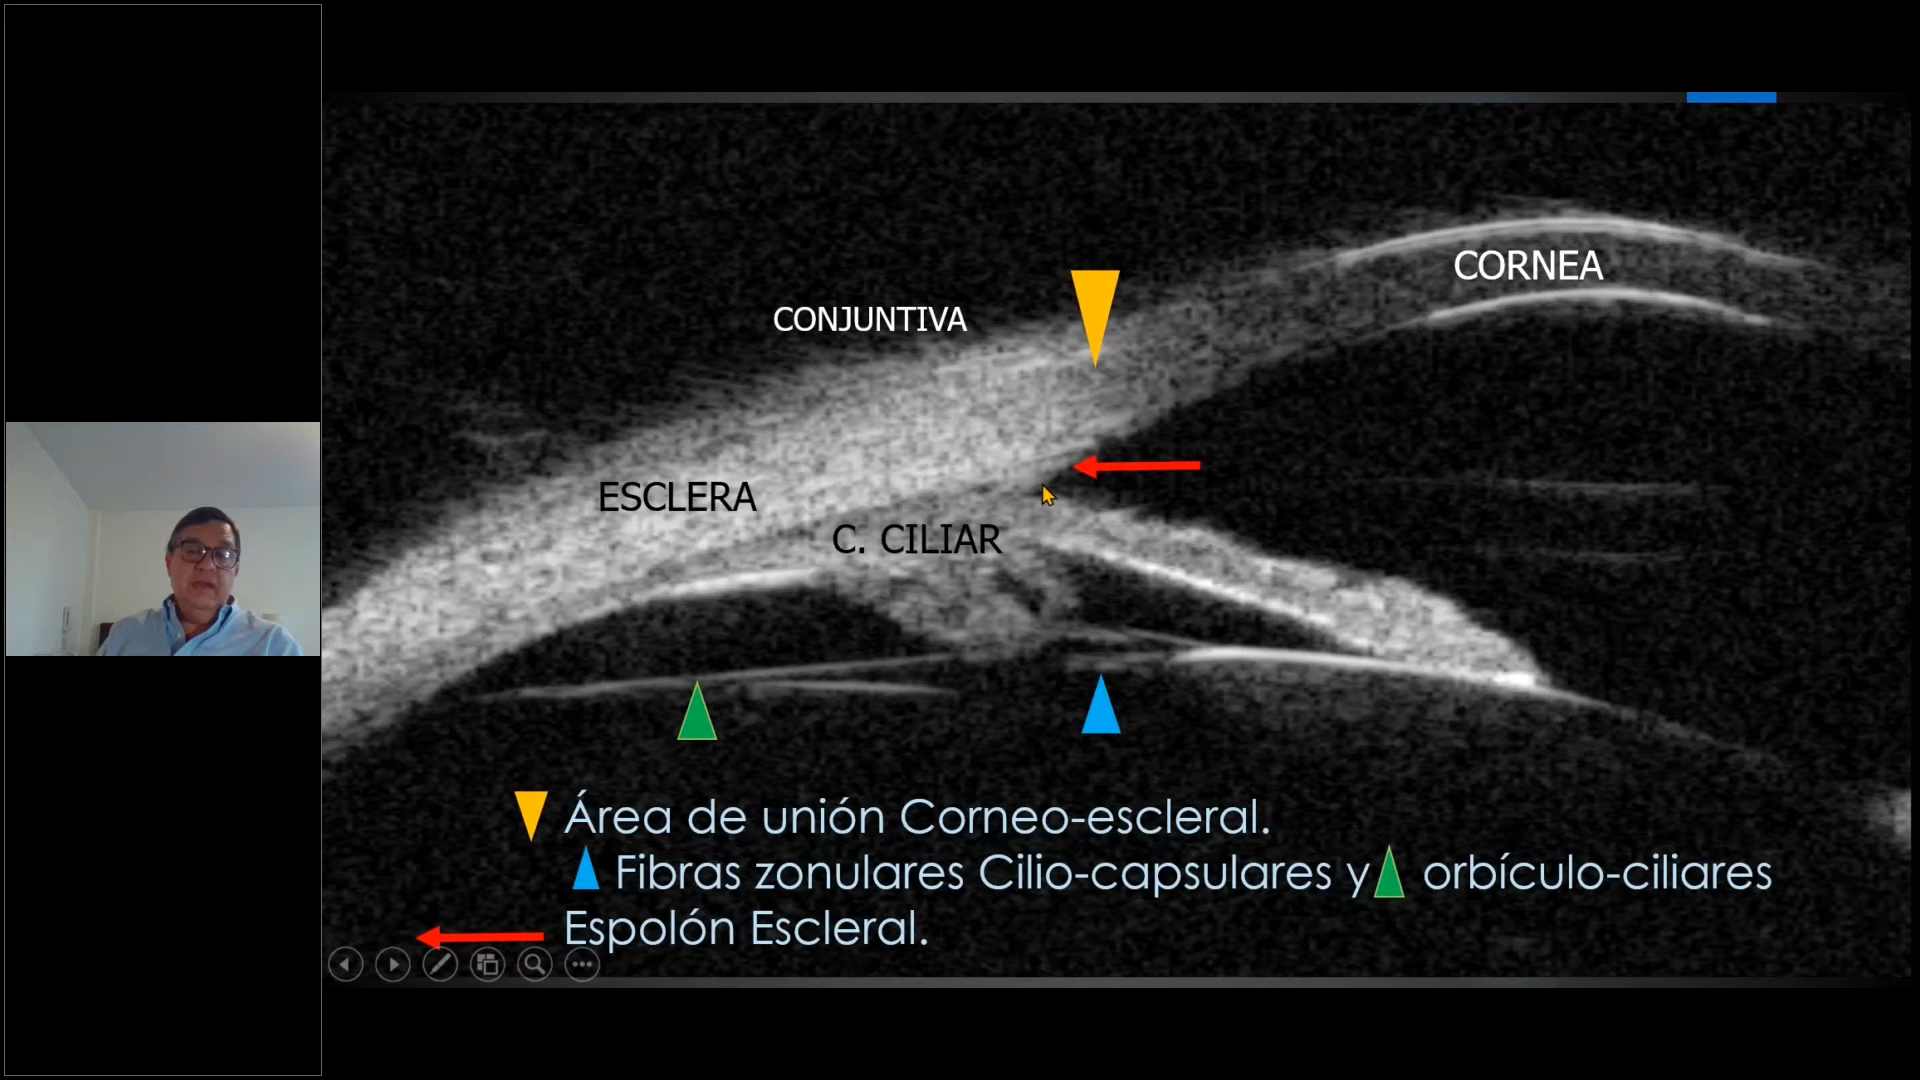 CORNEA
CONJUNTIVA
ESCLERA
C. CILIAR
Área de unión Corneo-escleral.
Fibras zonulares Cilio-capsulares y orbículo-ciliares
Espolón Escleral.